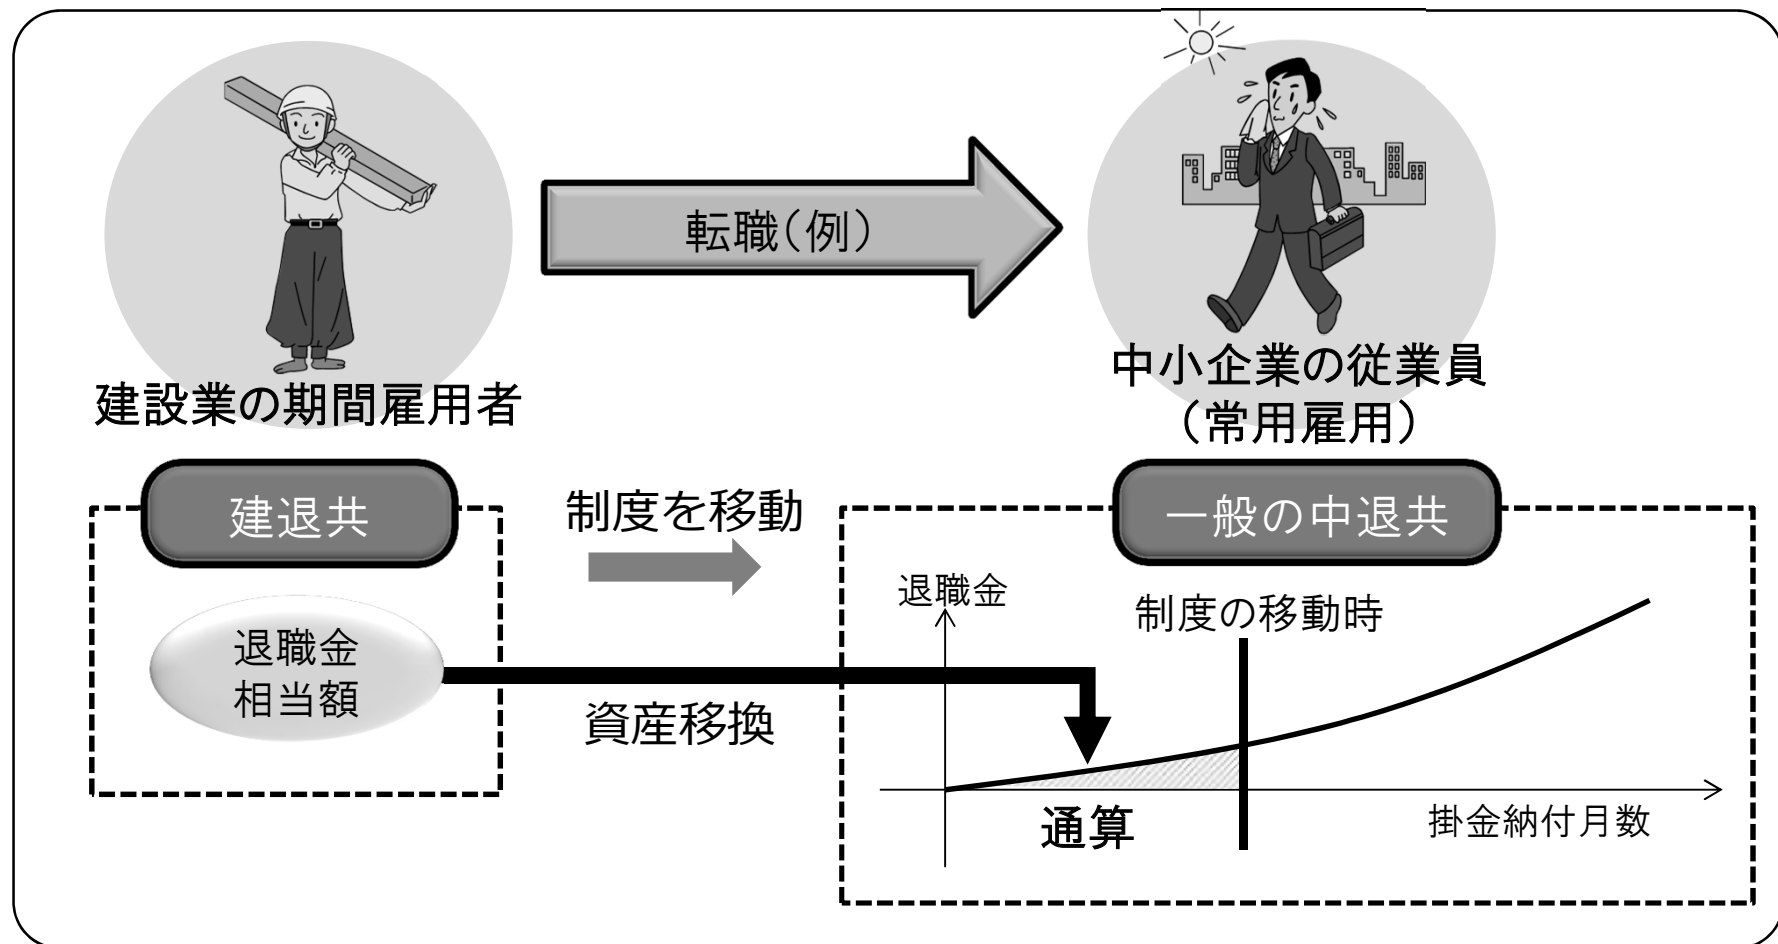 転職(例)
建設業の期間雇用者
中小企業の従業員
(常用雇用)
建退共
制度を移動
一般の中退共
退職金
相当額
資産移換
退職金
制度の移動時
通算
掛金納付月数